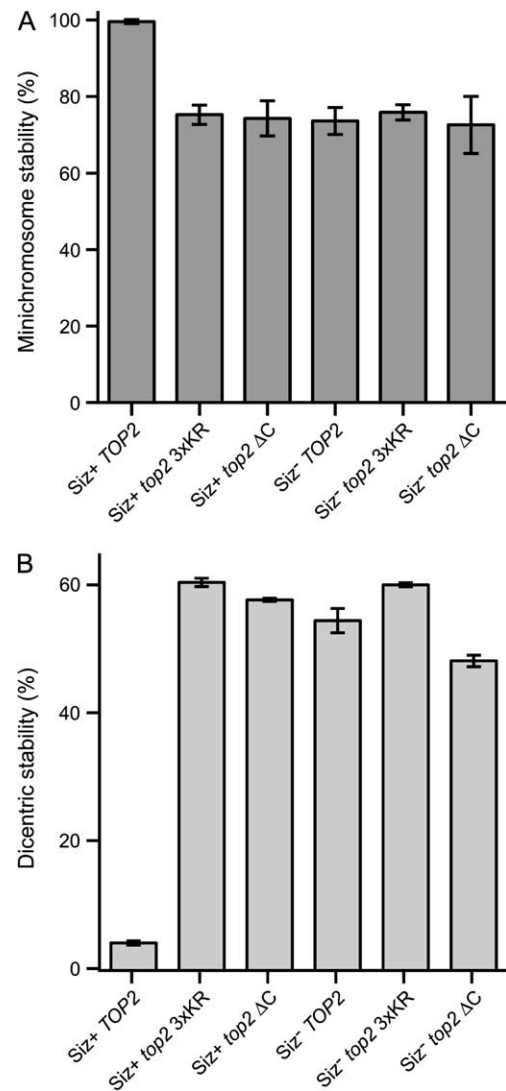 A
Minichromosome stability (%)
100
80
60
40
20
0
Siz+ TOP2
Siz+ top2 3xKR
Siz+ top2 ΔC
Siz⁻ TOP2
Siz⁻ top2 3xKR
Siz⁻ top2 ΔC
B
Dicentric stability (%)
60
40
20
0
Siz+ TOP2
Siz+ top2 3xKR
Siz+ top2 ΔC
Siz⁻ TOP2
Siz⁻ top2 3xKR
Siz⁻ top2 ΔC